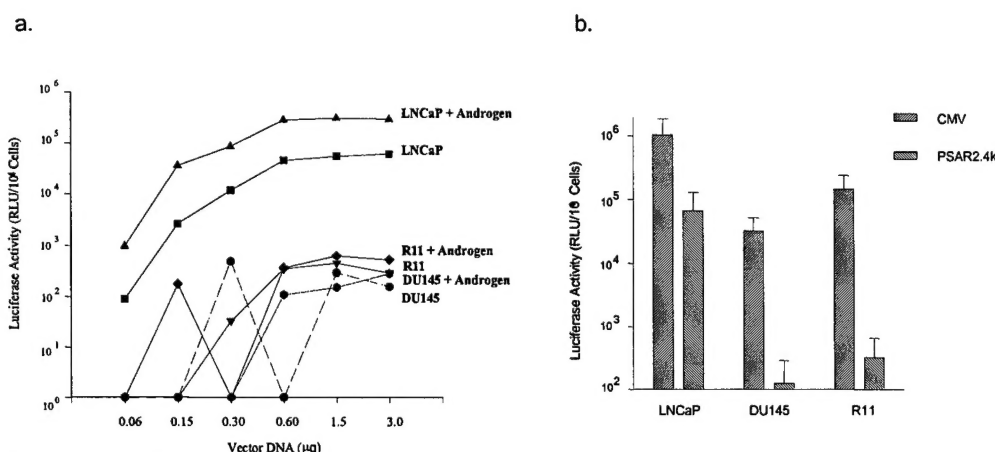 a.
Luciferase Activity (RLU/10⁶ Cells)
10⁶
10⁵
10⁴
10³
10²
10¹
10⁰
LNCaP + Androgen
LNCaP
R11 + Androgen
R11
DU145 + Androgen
DU145
0.06 0.15 0.30 0.60 1.5 3.0
Vector DNA (µg)
b.
Luciferase Activity (RLU/10 Cells)
10⁶
10⁵
10⁴
10³
10²
LNCaP DU145 R11
CMV
PSAR2.4k